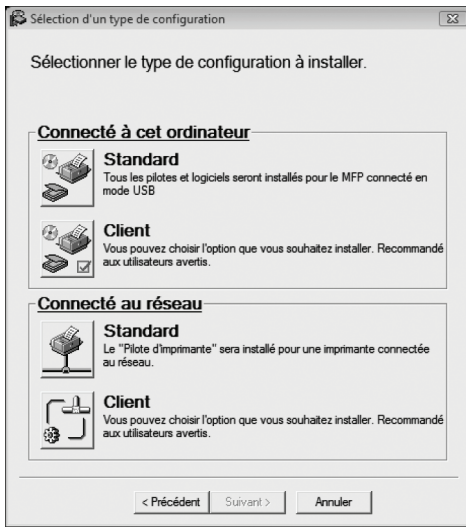 Sélection d'un type de configuration
Sélectionner le type de configuration à installer.
Connecté à cet ordinateur
Standard
Tous les pilotes et logiciels seront installés pour le MFP connecté en
mode USB
Client
Vous pouvez choisir l'option que vous souhaitez installer. Recommandé
aux utilisateurs avertis.
Connecté au réseau
Standard
Le "Pilote d'imprimante" sera installé pour une imprimante connectée
au réseau.
Client
Vous pouvez choisir l'option que vous souhaitez installer. Recommandé
aux utilisateurs avertis.
< Précédent Suivant > Annuler